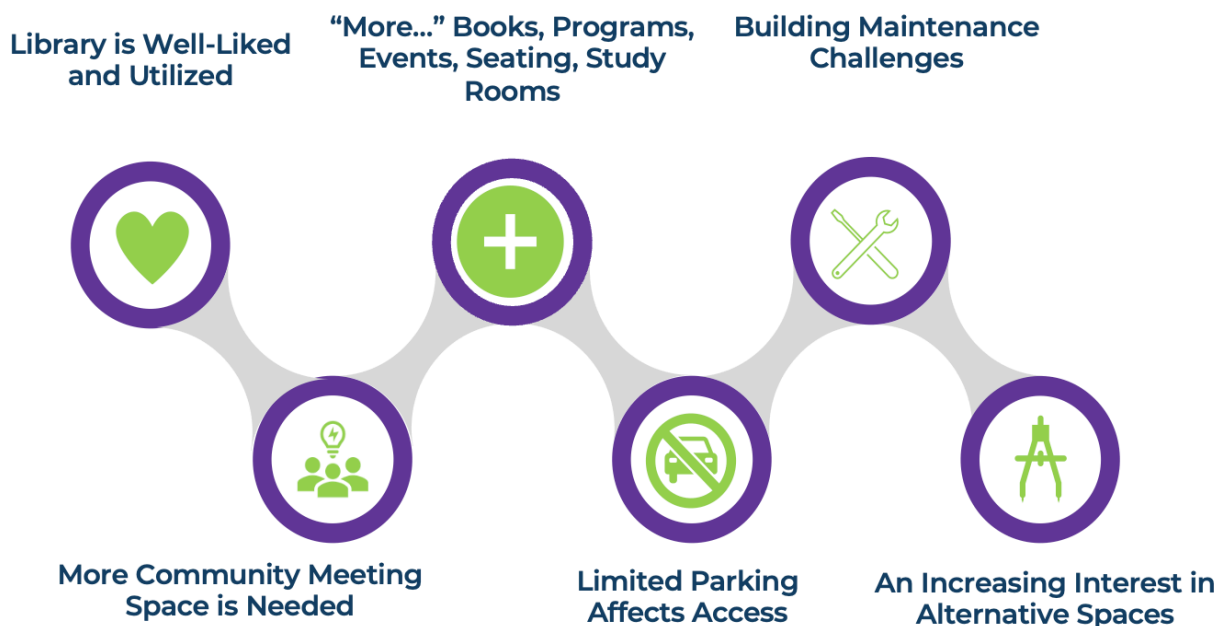 Library is Well-Liked
and Utilized
“More...” Books, Programs,
Events, Seating, Study
Rooms
Building Maintenance
Challenges
More Community Meeting
Space is Needed
Limited Parking
Affects Access
An Increasing Interest in
Alternative Spaces